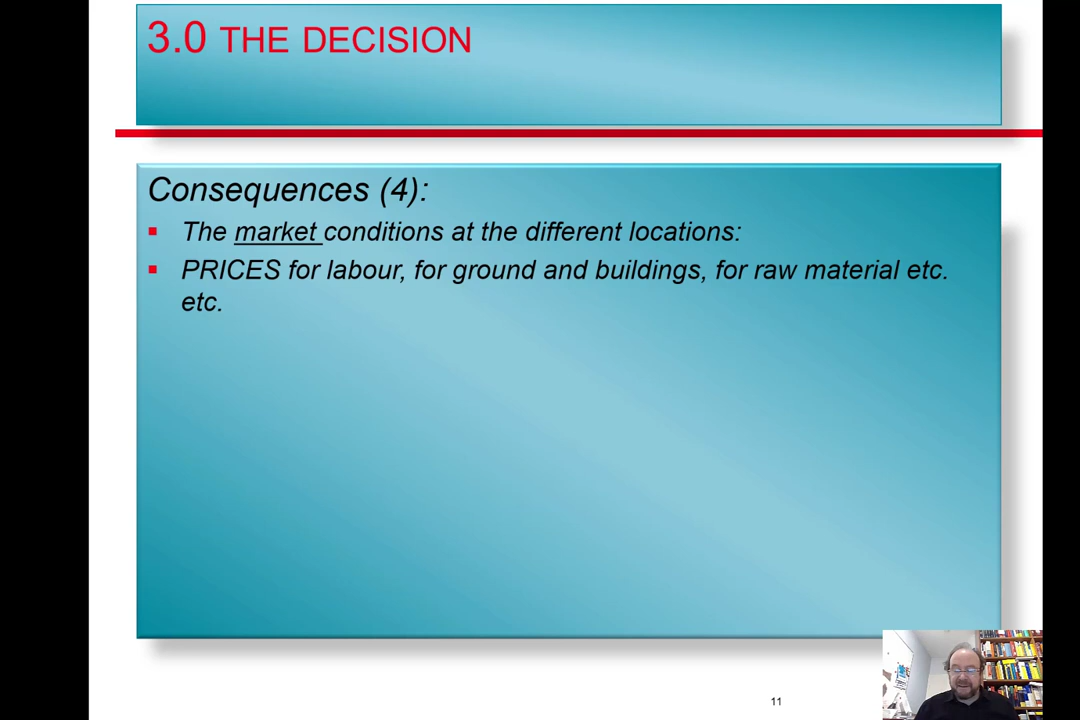 3.0 THE DECISION
Consequences (4):
▪ The market conditions at the different locations:
▪ PRICES for labour, for ground and buildings, for raw material etc.
etc.
11